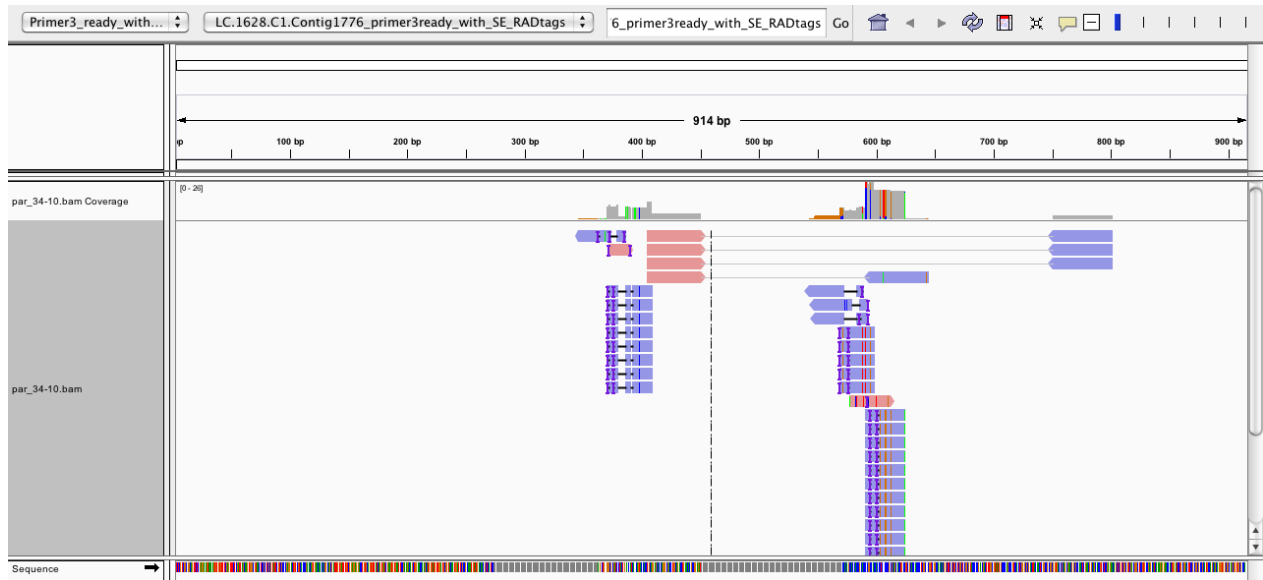 Primer3_ready_with... LC.1628.C1.Contig1776_primer3ready_with_SE_RADtags 6_primer3ready_with_SE_RADtags Go
914 bp
100 bp 200 bp 300 bp 400 bp 500 bp 600 bp 700 bp 800 bp 900 bp
[0 - 26]
par_34-10.bam Coverage
par_34-10.bam
Sequence